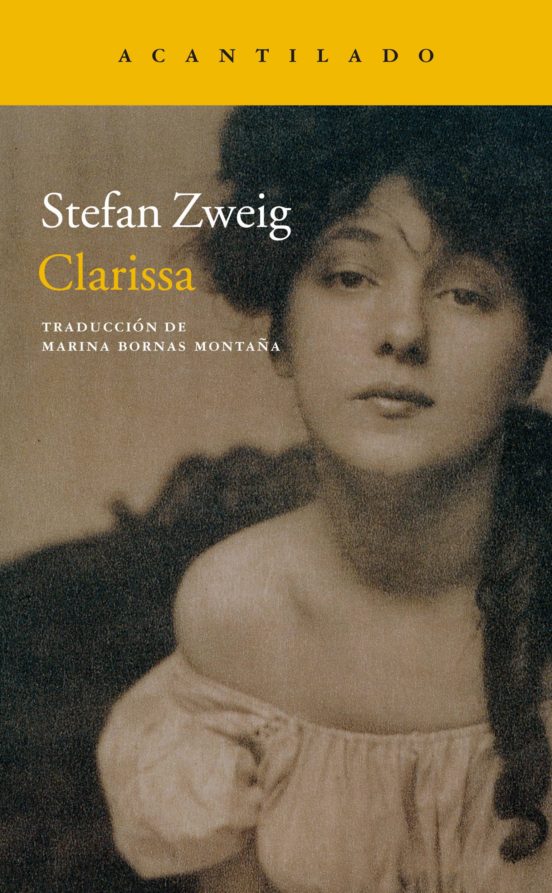 ACANTILADO
Stefan Zweig
Clarissa
TRADUCCIÓN DE
MARINA BORNAS MONTAÑA